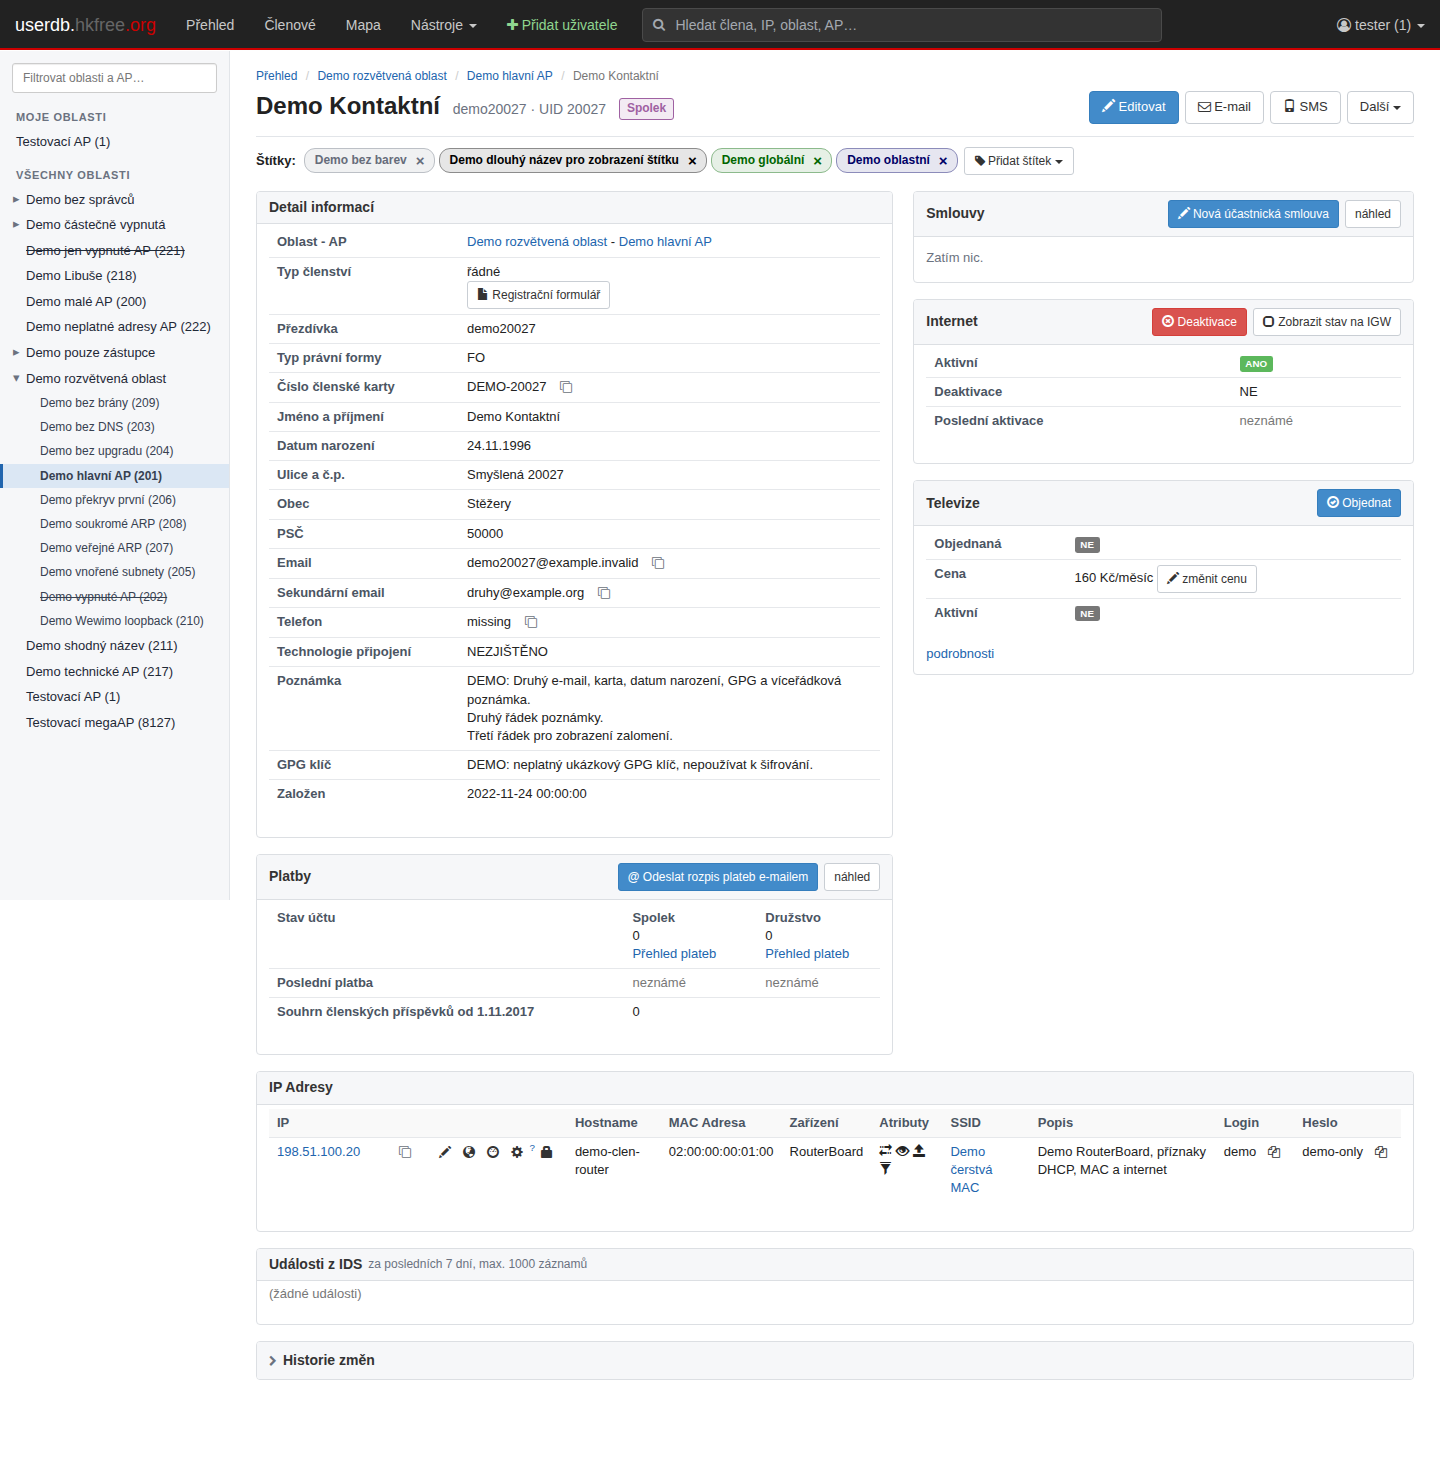 userdb.hkfree.org Přehled Členové Mapa Nástroje Přidat uživatele Hledat člena, IP, oblast, AP… tester (1)
Filtrovat oblasti a AP…
MOJE OBLASTI
Testovací AP (1)
VŠECHNY OBLASTI
Demo bez správců
Demo částečně vypnutá
Demo jen vypnuté AP (221)
Demo Libuše (218)
Demo malé AP (200)
Demo neplatné adresy AP (222)
Demo pouze zástupce
Demo rozvětvená oblast
Demo bez brány (209)
Demo bez DNS (203)
Demo bez upgradu (204)
Demo hlavní AP (201)
Demo překryv první (206)
Demo soukromé ARP (208)
Demo veřejné ARP (207)
Demo vnořené subnety (205)
Demo vypnuté AP (202)
Demo Wewimo loopback (210)
Demo shodný název (211)
Demo technické AP (217)
Testovací AP (1)
Testovací megaAP (8127)
Přehled / Demo rozvětvená oblast / Demo hlavní AP / Demo Kontaktní
Demo Kontaktní demo20027 · UID 20027 Spolek Editovat E-mail SMS Další
Štítky: Demo bez barev × Demo dlouhý název pro zobrazení štítku × Demo globální × Demo oblastní × Přidat štítek
Detail informací
Oblast - AP Demo rozvětvená oblast - Demo hlavní AP
Typ členství řádné
Registrační formulář
Přezdívka demo20027
Typ právní formy FO
Číslo členské karty DEMO-20027
Jméno a příjmení Demo Kontaktní
Datum narození 24.11.1996
Ulice a č.p. Smyšlená 20027
Obec Stěžery
PSČ 50000
Email demo20027@example.invalid
Sekundární email druhy@example.org
Telefon missing
Technologie připojení NEZJIŠTĚNO
Poznámka DEMO: Druhý e-mail, karta, datum narození, GPG a víceřádková
poznámka.
Druhý řádek poznámky.
Třetí řádek pro zobrazení zalomení.
GPG klíč DEMO: neplatný ukázkový GPG klíč, nepoužívat k šifrování.
Založen 2022-11-24 00:00:00
Smlouvy Nová účastnická smlouva náhled
Zatím nic.
Internet Deaktivace Zobrazit stav na IGW
Aktivní ANO
Deaktivace NE
Poslední aktivace neznámé
Televize Objednat
Objednaná NE
Cena 160 Kč/měsíc změnit cenu
Aktivní NE
podrobnosti
Platby @ Odeslat rozpis plateb e-mailem náhled
Stav účtu Spolek Družstvo
0 0
Přehled plateb Přehled plateb
Poslední platba neznámé neznámé
Souhrn členských příspěvků od 1.11.2017 0
IP Adresy
IP Hostname MAC Adresa Zařízení Atributy SSID Popis Login Heslo
198.51.100.20 ? demo-clen- 02:00:00:00:01:00 RouterBoard Demo Demo RouterBoard, příznaky demo demo-only
router čerstvá DHCP, MAC a internet
MAC
Události z IDS za posledních 7 dní, max. 1000 záznamů
(žádné události)
Historie změn